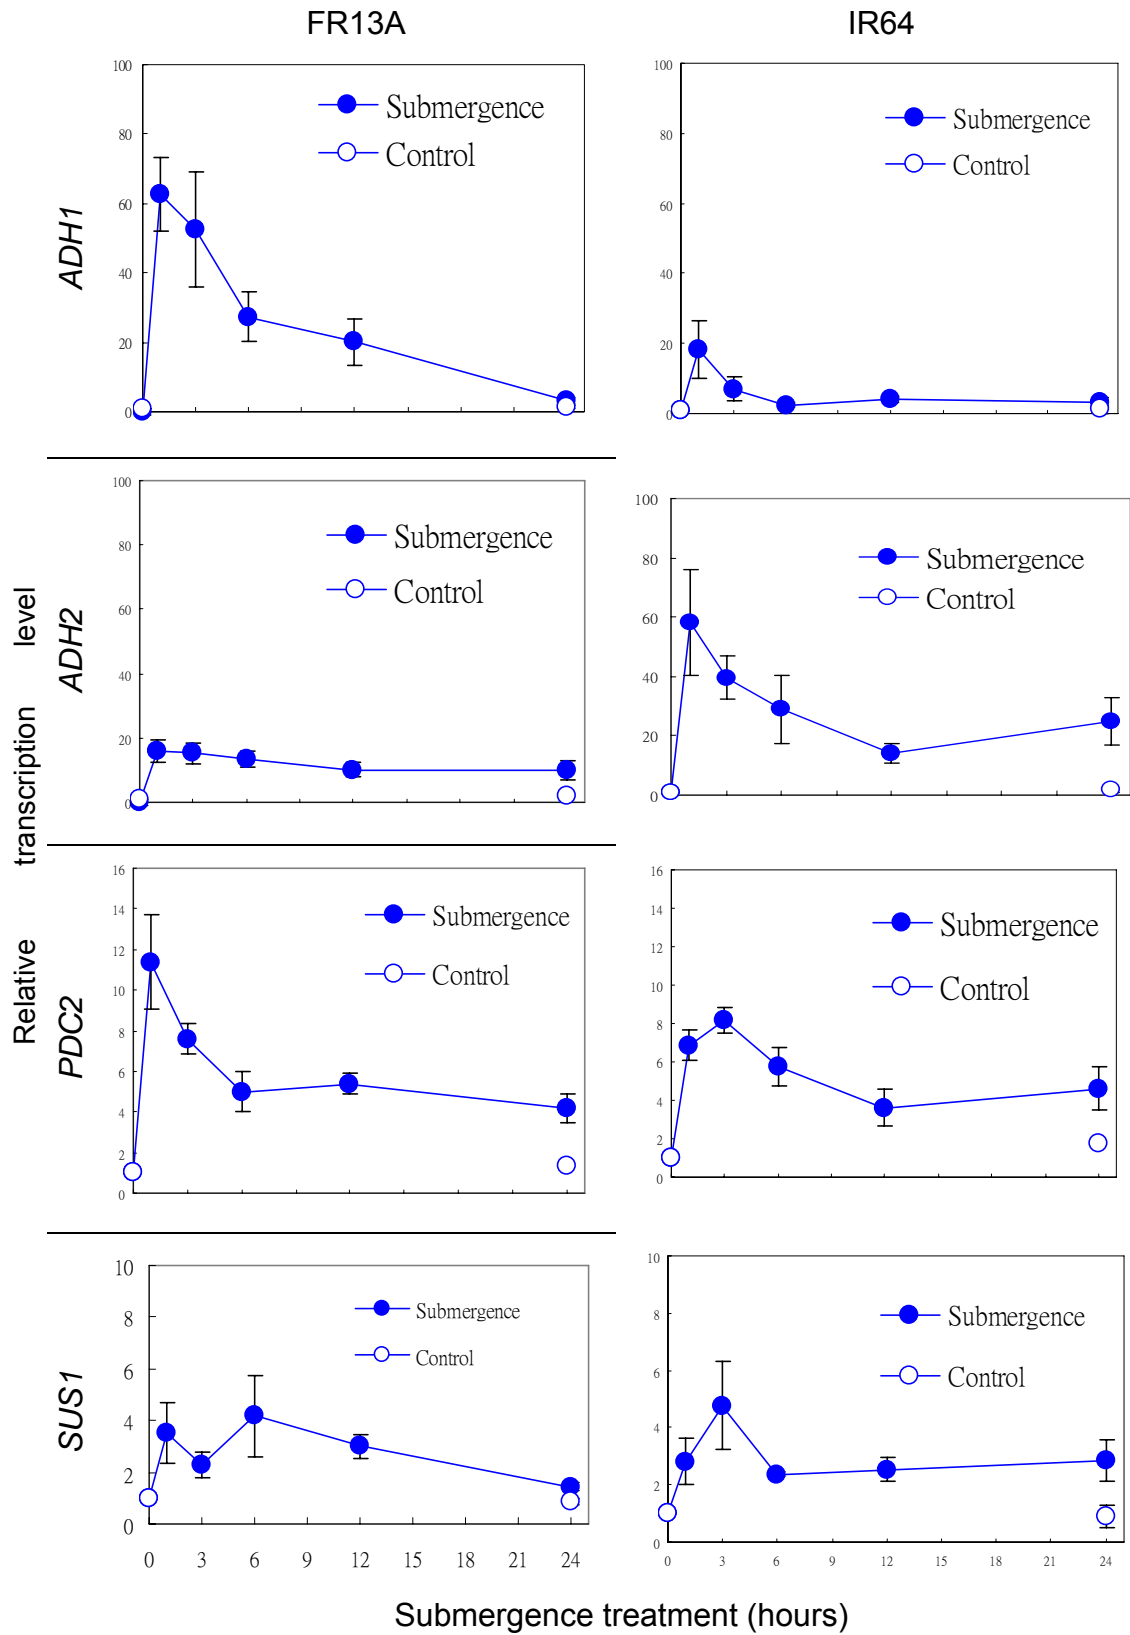 FR13A
IR64
ADH1
100
80
60
40
20
0
Submergence
Control
100
80
60
40
20
0
Submergence
Control
Relative transcription level
ADH2
100
80
60
40
20
0
Submergence
Control
100
80
60
40
20
0
Submergence
Control
PDC2
16
14
12
10
8
6
4
2
0
Submergence
Control
16
14
12
10
8
6
4
2
0
Submergence
Control
SUS1
10
8
6
4
2
0
Submergence
Control
0 3 6 9 12 15 18 21 24
10
8
6
4
2
0
Submergence
Control
0 3 6 9 12 15 18 21 24
Submergence treatment (hours)